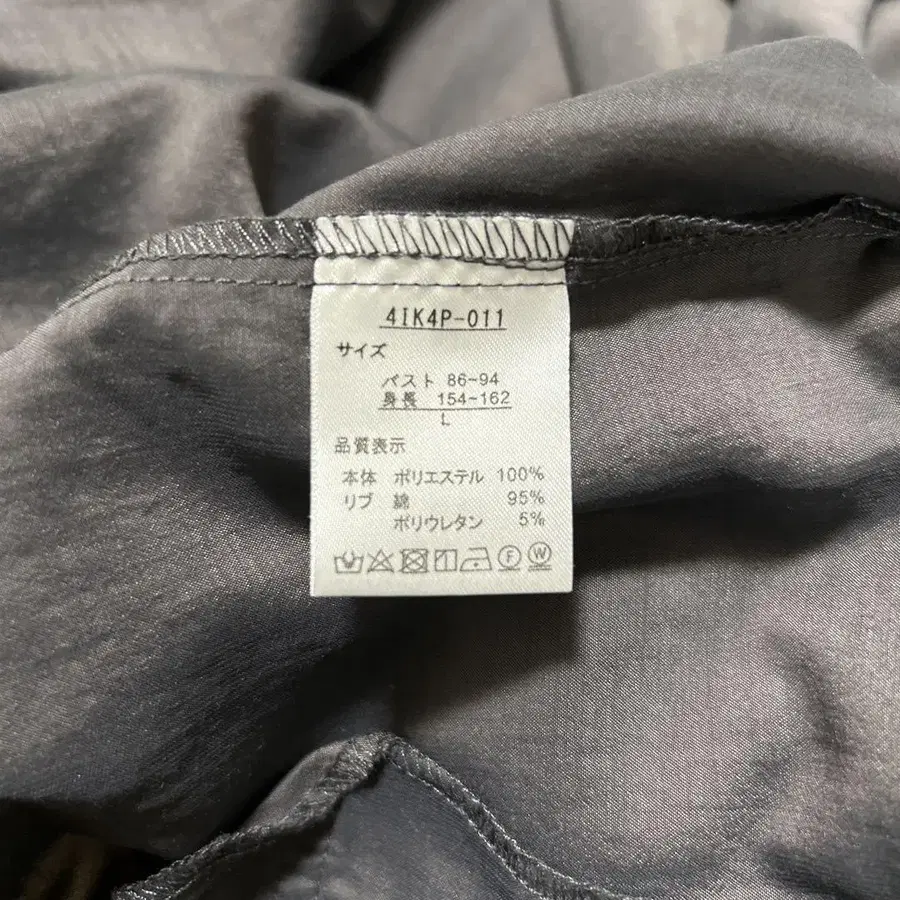 4IK4P-011
サイズ
バスト 86~94
身長 154~162
L
品質表示
本体 ポリエステル 100%
リブ 綿 95%
ポリウレタン 5%
F W